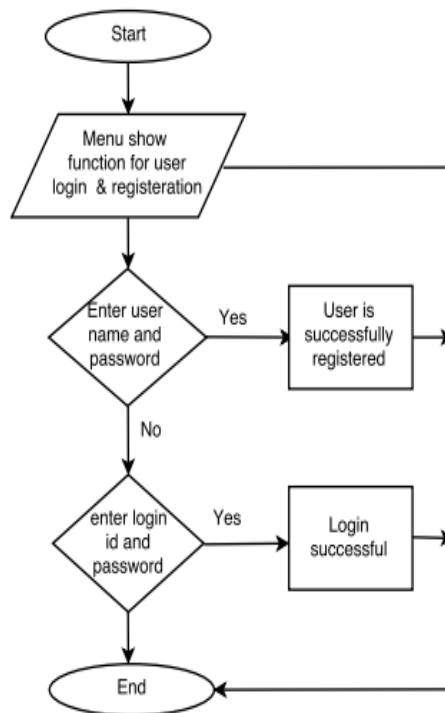 Start
Menu show
function for user
login & registeration
Enter user
name and
password
Yes
User is
successfully
registered
No
enter login
id and
password
Yes
Login
successful
End